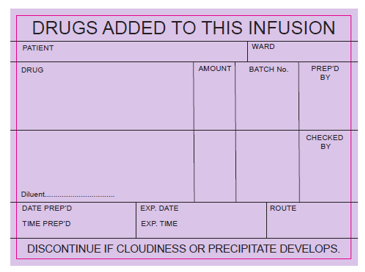 DRUGS ADDED TO THIS INFUSION
PATIENT WARD
DRUG AMOUNT BATCH No. PREP'D BY
CHECKED BY
Diluent..................................
DATE PREP'D EXP. DATE ROUTE
TIME PREP'D EXP. TIME
DISCONTINUE IF CLOUDINESS OR PRECIPITATE DEVELOPS.